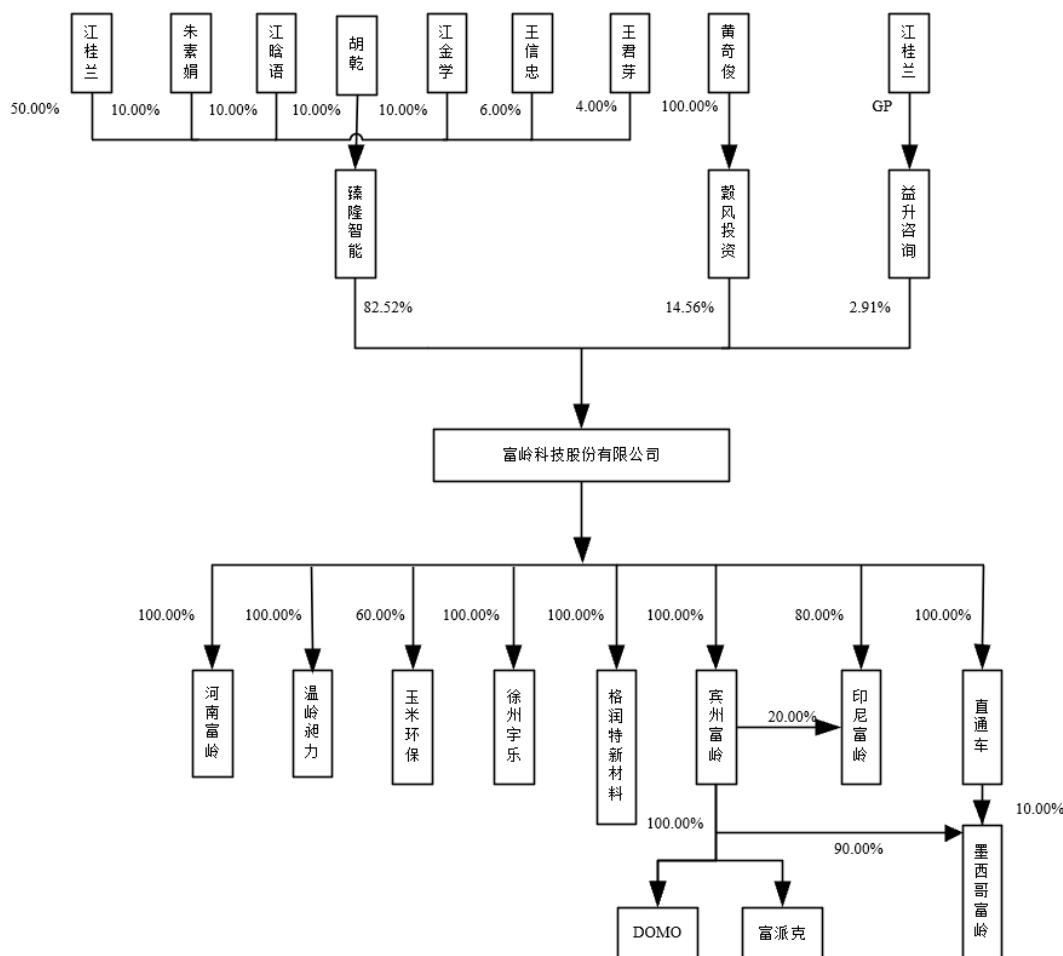 江桂兰
朱素娟
江晗语
胡乾
江金学
王信忠
王君芽
黄奇俊
江桂兰
50.00%
10.00%
10.00%
10.00%
10.00%
6.00%
4.00%
100.00%
GP
臻隆智能
穀风投资
益升咨询
82.52%
14.56%
2.91%
富岭科技股份有限公司
100.00%
100.00%
60.00%
100.00%
100.00%
100.00%
80.00%
100.00%
河南富岭
温岭昶力
玉米环保
徐州宇乐
格润特新材料
宾州富岭
20.00%
印尼富岭
直通车
100.00%
90.00%
10.00%
墨西哥富岭
DOMO
富派克